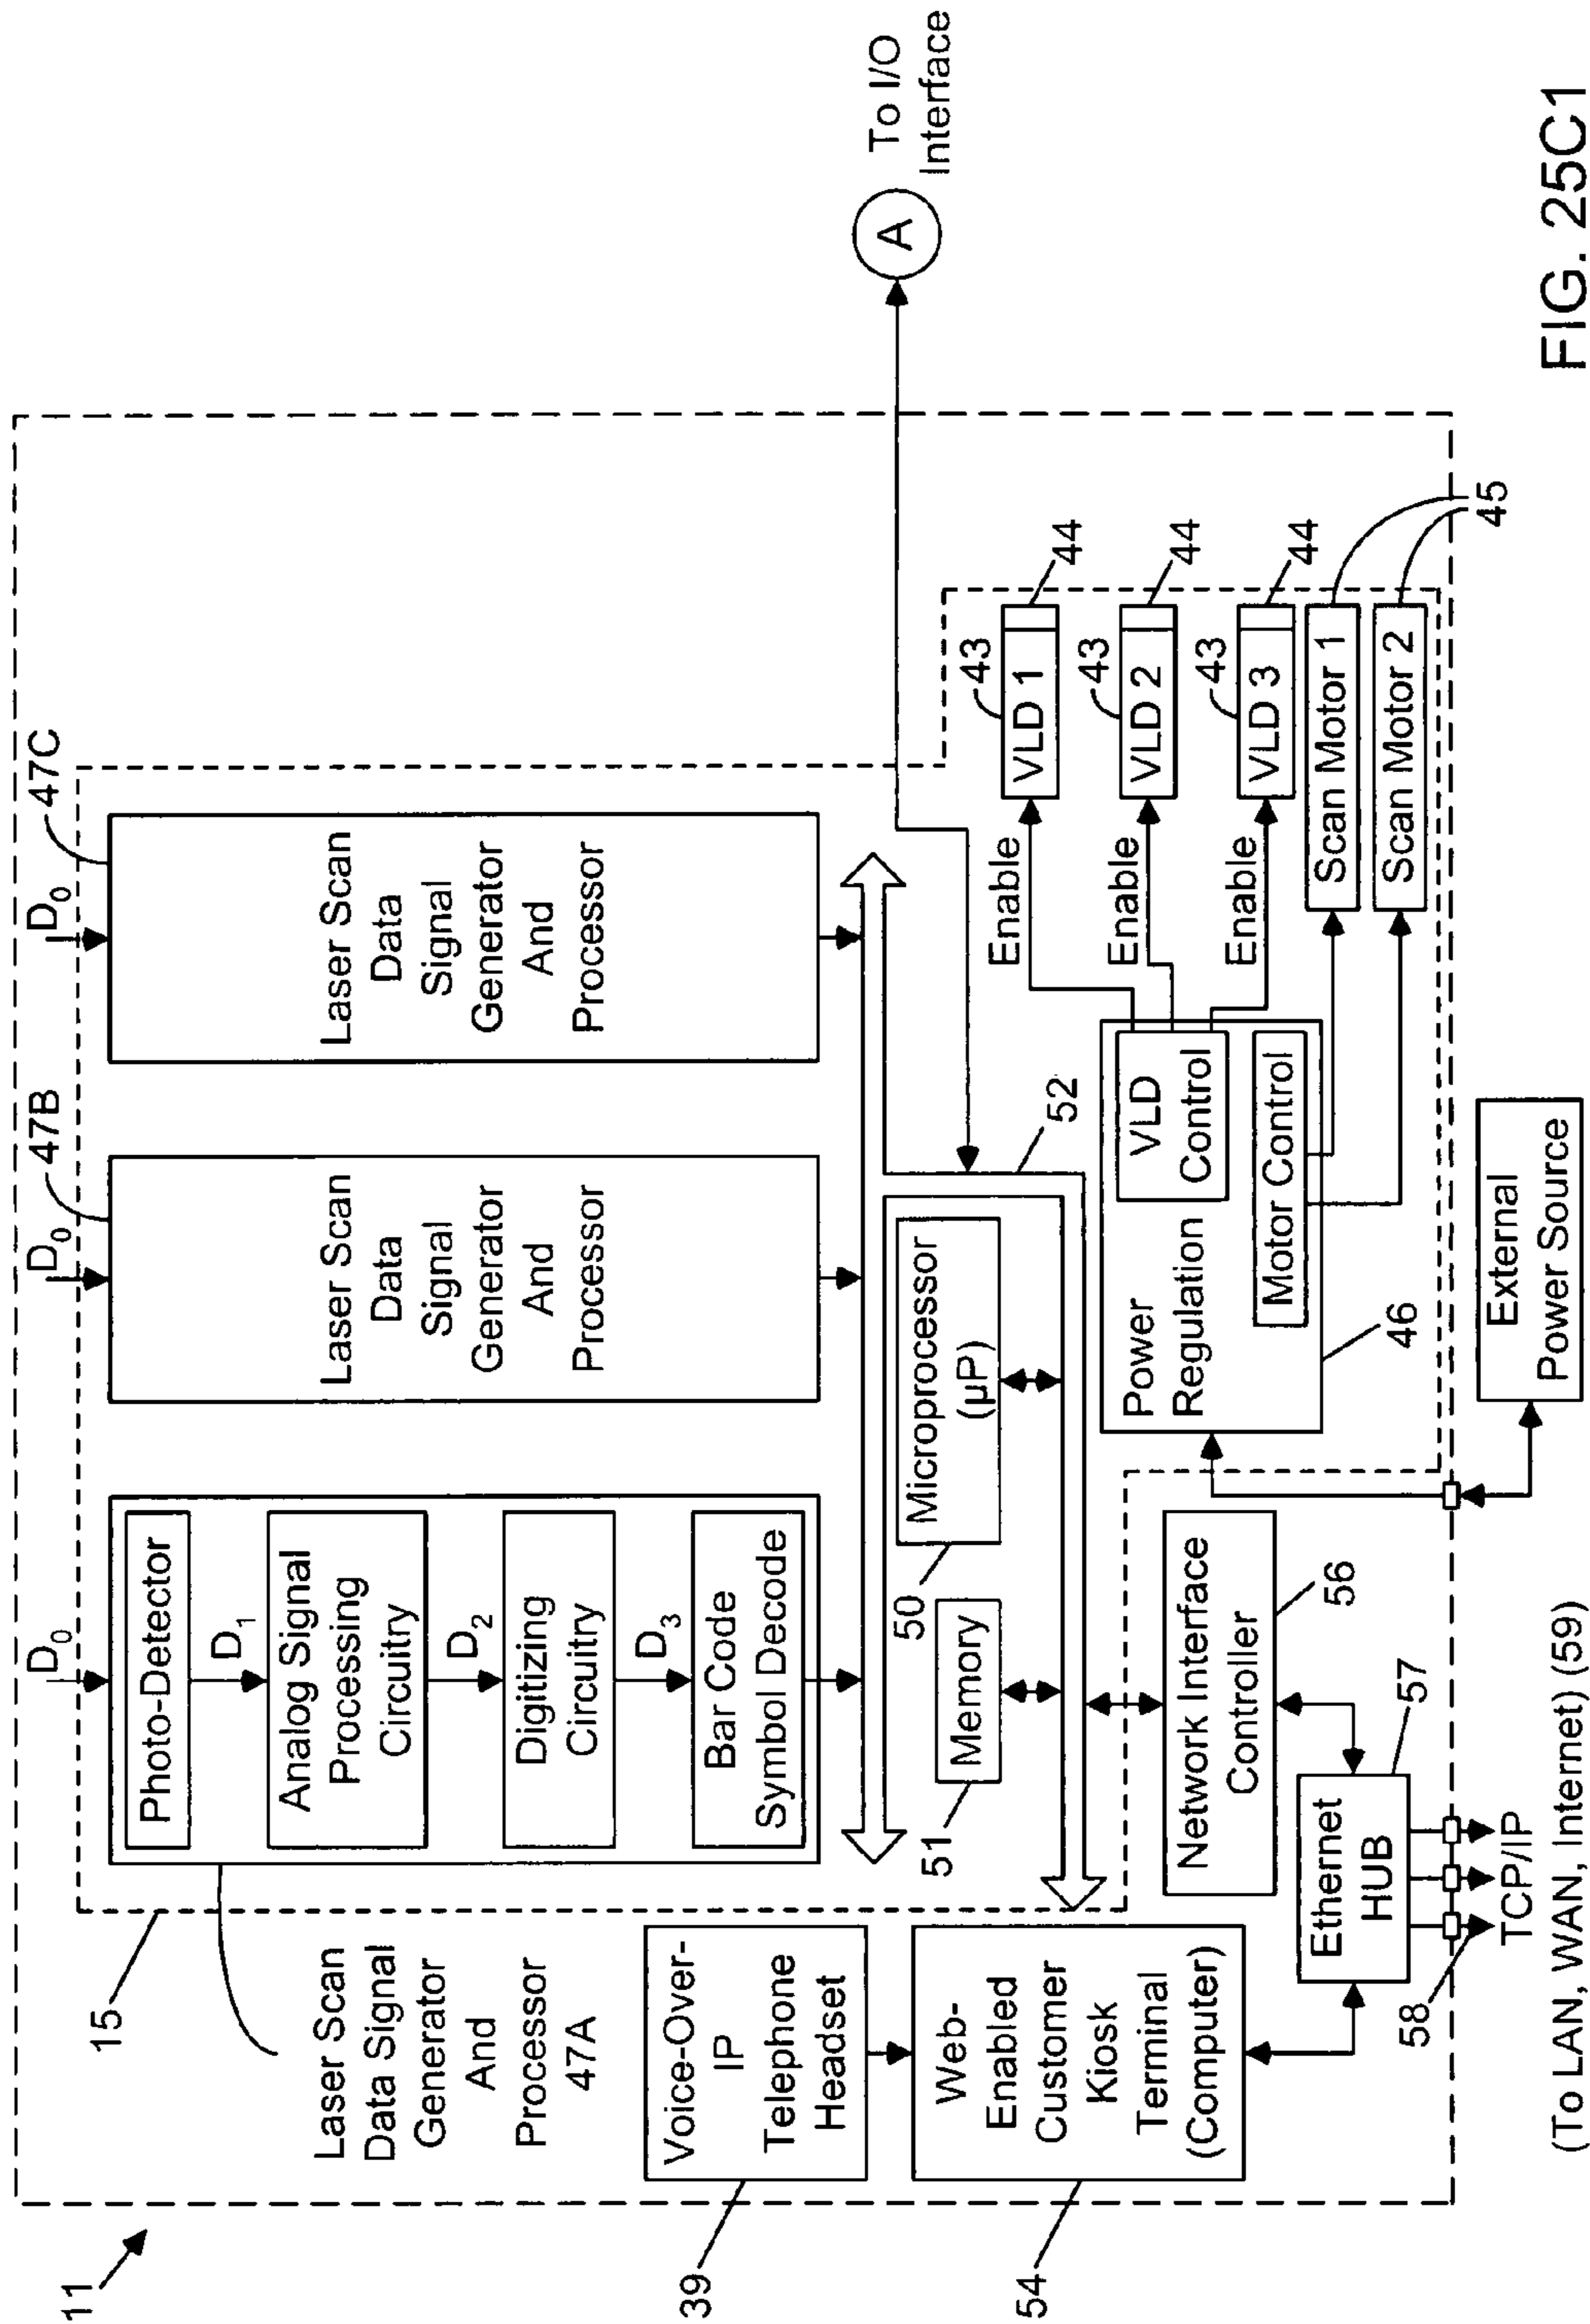 11
15
D0
47B
D0
47C
D0
Photo-Detector
D1
Analog Signal
Processing
Circuitry
D2
Digitizing
Circuitry
D3
Bar Code
Symbol Decode
Laser Scan
Data
Signal
Generator
And
Processor
Laser Scan
Data
Signal
Generator
And
Processor
Laser Scan
Data Signal
Generator
And
Processor
47A
Voice-Over-
IP
Telephone
Headset
39
Web-
Enabled
Customer
Kiosk
Terminal
(Computer)
54
Memory
51
Microprocessor
(µP)
50
52
A
To I/O
Interface
Network Interface
Controller
56
Ethernet
HUB
57
58
TCP/IP
(To LAN, WAN, Internet) (59)
Power
Regulation
VLD
Control
Motor Control
46
Enable
Enable
Enable
43
VLD 1
44
43
VLD 2
44
43
VLD 3
44
Scan Motor 1
Scan Motor 2
45
External
Power Source
FIG. 25C1